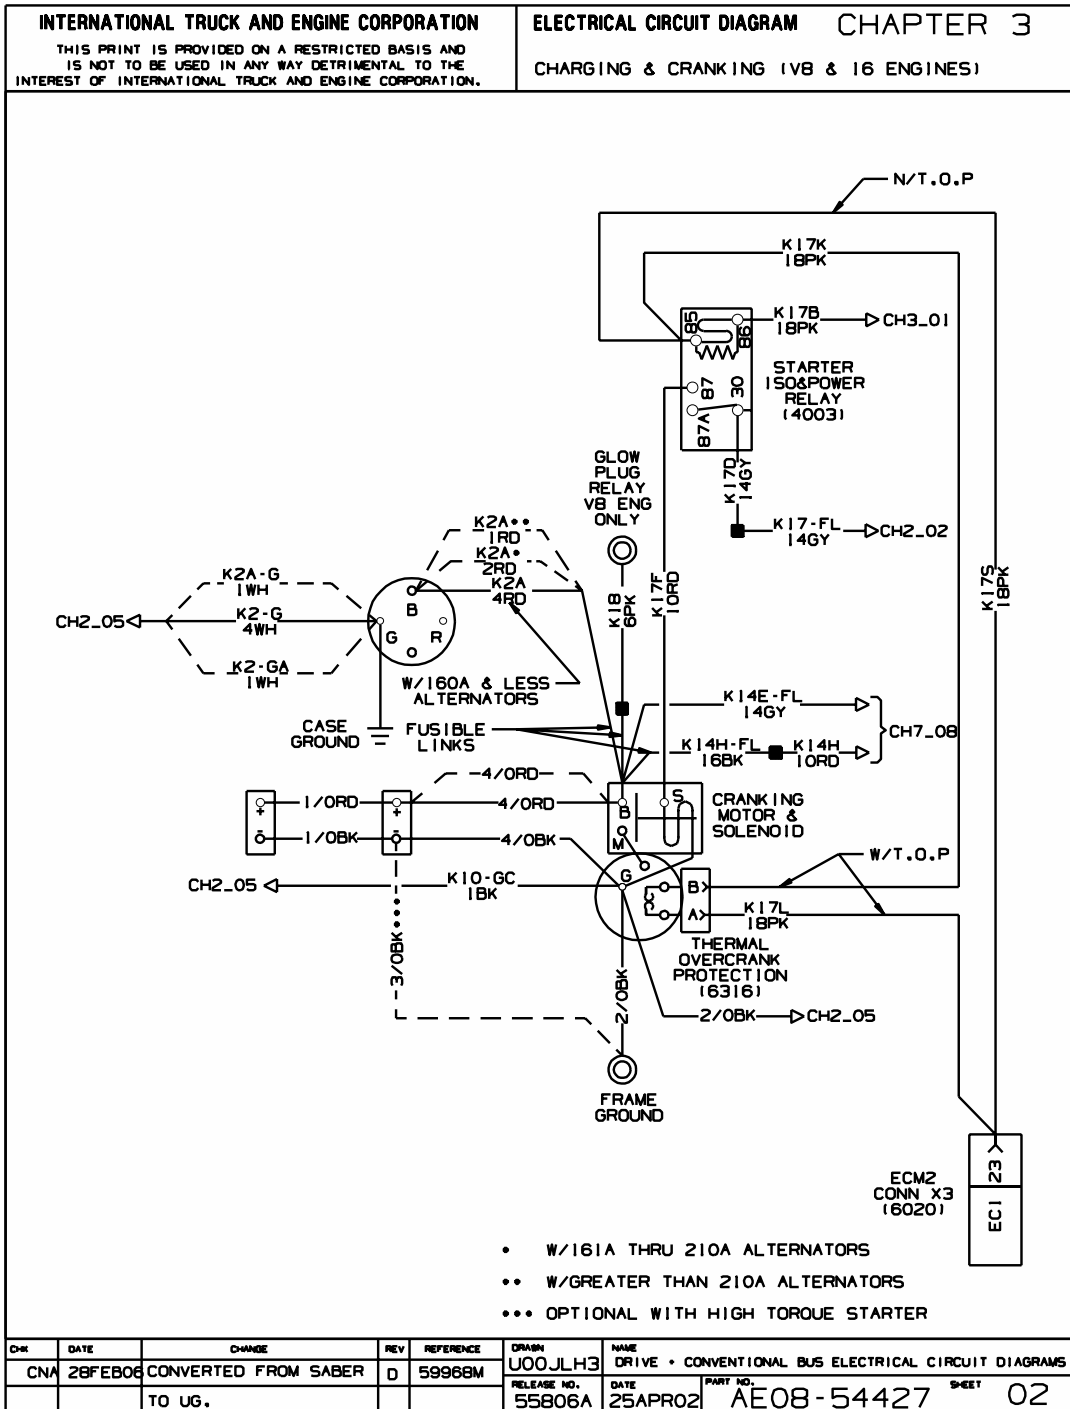 INTERNATIONAL TRUCK AND ENGINE CORPORATION
THIS PRINT IS PROVIDED ON A RESTRICTED BASIS AND
IS NOT TO BE USED IN ANY WAY DETRIMENTAL TO THE
INTEREST OF INTERNATIONAL TRUCK AND ENGINE CORPORATION.
ELECTRICAL CIRCUIT DIAGRAM CHAPTER 3
CHARGING & CRANKING (V8 & I6 ENGINES)
N/T.O.P
K17K
18PK
K17B
18PK
CH3_01
85
86
STARTER
ISO&POWER
RELAY
(4003)
87
30
87A
K17D
14GY
K17-FL
14GY
CH2_02
GLOW
PLUG
RELAY
V8 ENG
ONLY
K2A••
1RD
K2A•
2RD
K2A
4RD
K2A-G
1WH
K2-G
4WH
K2-GA
1WH
CH2_05
B
G
R
K18
6PK
K17F
10RD
K17S
18PK
W/160A & LESS
ALTERNATORS
CASE
GROUND
FUSIBLE
LINKS
K14E-FL
14GY
K14H-FL
16BK
K14H
10RD
CH7_08
4/0RD
1/0RD
4/0RD
+
+
-
-
1/0BK
4/0BK
B
S
M
G
CRANKING
MOTOR &
SOLENOID
W/T.O.P
CH2_05
K10-GC
1BK
B
A
K17L
18PK
THERMAL
OVERCRANK
PROTECTION
(6316)
3/0BK•••
2/0BK
2/0BK
CH2_05
FRAME
GROUND
ECM2
CONN X3
(6020)
23
EC1
• W/161A THRU 210A ALTERNATORS
•• W/GREATER THAN 210A ALTERNATORS
••• OPTIONAL WITH HIGH TORQUE STARTER
CHK DATE CHANGE REV REFERENCE
CNA 28FEB06 CONVERTED FROM SABER D 59968M
TO UG.
DRAWN
U00JLH3
NAME
DRIVE • CONVENTIONAL BUS ELECTRICAL CIRCUIT DIAGRAMS
RELEASE NO.
55806A
DATE
25APR02
PART NO.
AE08-54427
SHEET
02